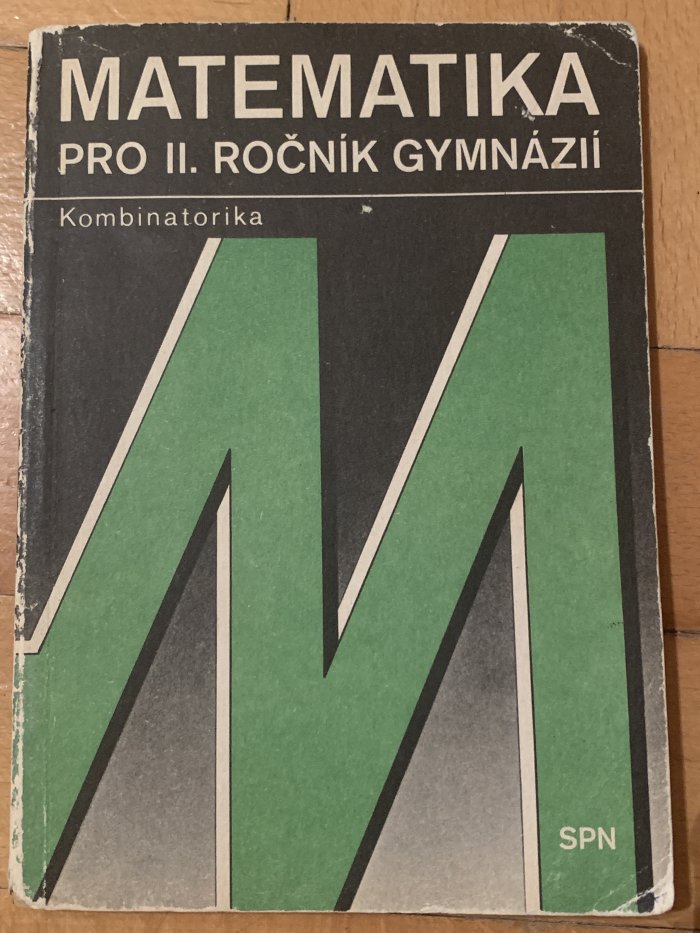 MATEMATIKA
PRO II. ROČNÍK GYMNÁZIÍ
Kombinatorika
SPN